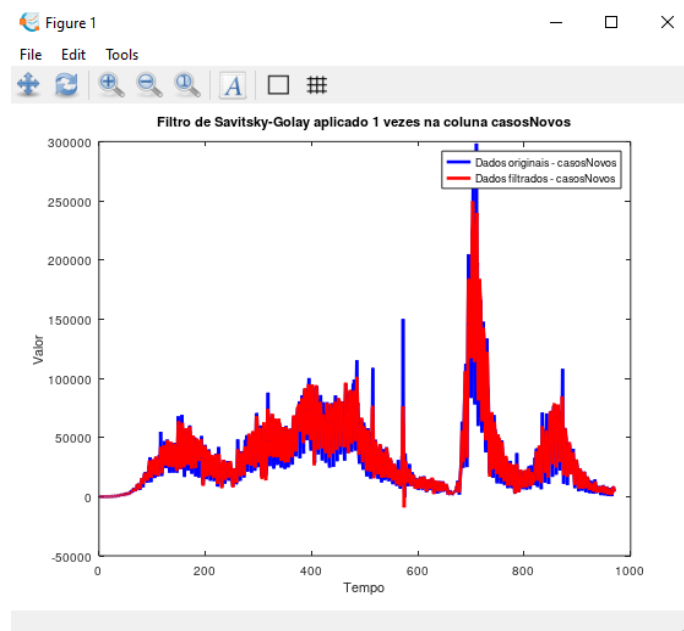 Figure 1
File Edit Tools
A
Filtro de Savitsky-Golay aplicado 1 vezes na coluna casosNovos
Dados originais - casosNovos
Dados filtrados - casosNovos
300000
250000
200000
150000
100000
50000
0
-50000
Valor
0 200 400 600 800 1000
Tempo